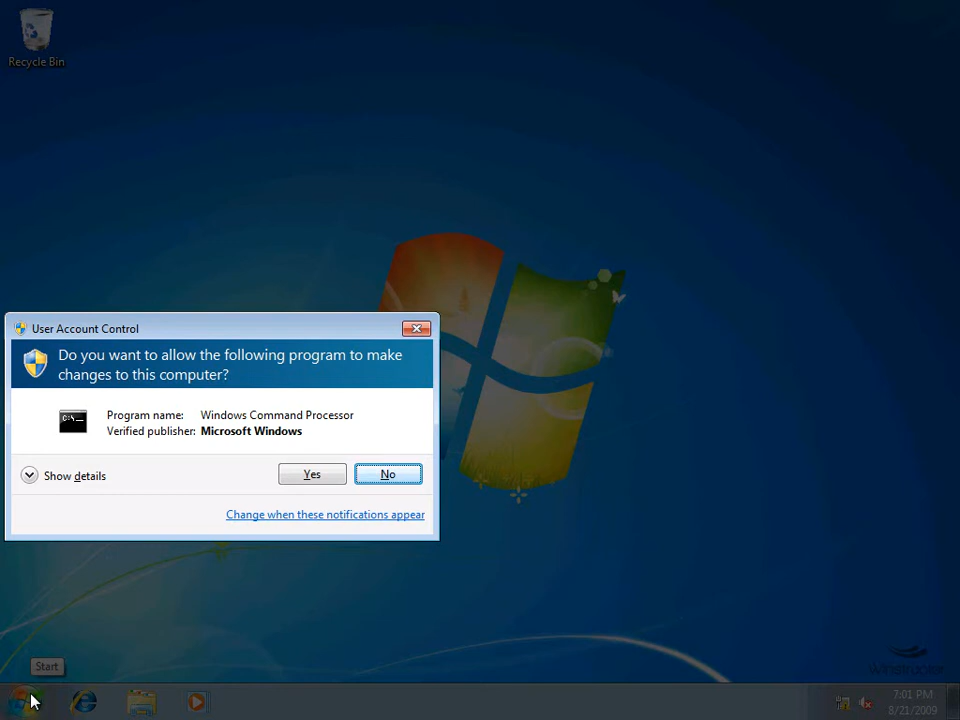 Recycle Bin
User Account Control
Do you want to allow the following program to make
changes to this computer?
C:\_
Program name: Windows Command Processor
Verified publisher: Microsoft Windows
Show details
Yes
No
Change when these notifications appear
Start
Winstructor
7:01 PM
8/21/2009